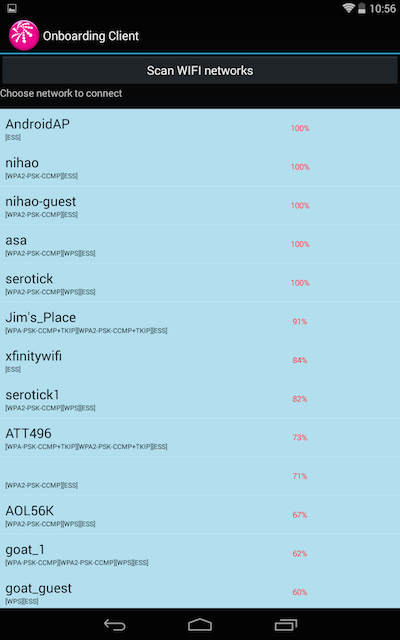 10:56
Onboarding Client
Scan WIFI networks
Choose network to connect
AndroidAP
[ESS]
100%
nihao
[WPA2-PSK-CCMP][ESS]
100%
nihao-guest
[WPA2-PSK-CCMP][ESS]
100%
asa
[WPA2-PSK-CCMP][WPS][ESS]
100%
serotick
[WPA2-PSK-CCMP][WPS][ESS]
100%
Jim's_Place
[WPA-PSK-CCMP+TKIP][WPA2-PSK-CCMP+TKIP][ESS]
91%
xfinitywifi
[ESS]
84%
serotick1
[WPA2-PSK-CCMP][WPS][ESS]
82%
ATT496
[WPA-PSK-CCMP+TKIP][WPA2-PSK-CCMP+TKIP][ESS]
73%
[WPA2-PSK-CCMP][ESS]
71%
AOL56K
[WPA2-PSK-CCMP][WPS][ESS]
67%
goat_1
[WPA-PSK-CCMP][WPA2-PSK-CCMP][WPS][ESS]
62%
goat_guest
[WPS][ESS]
60%